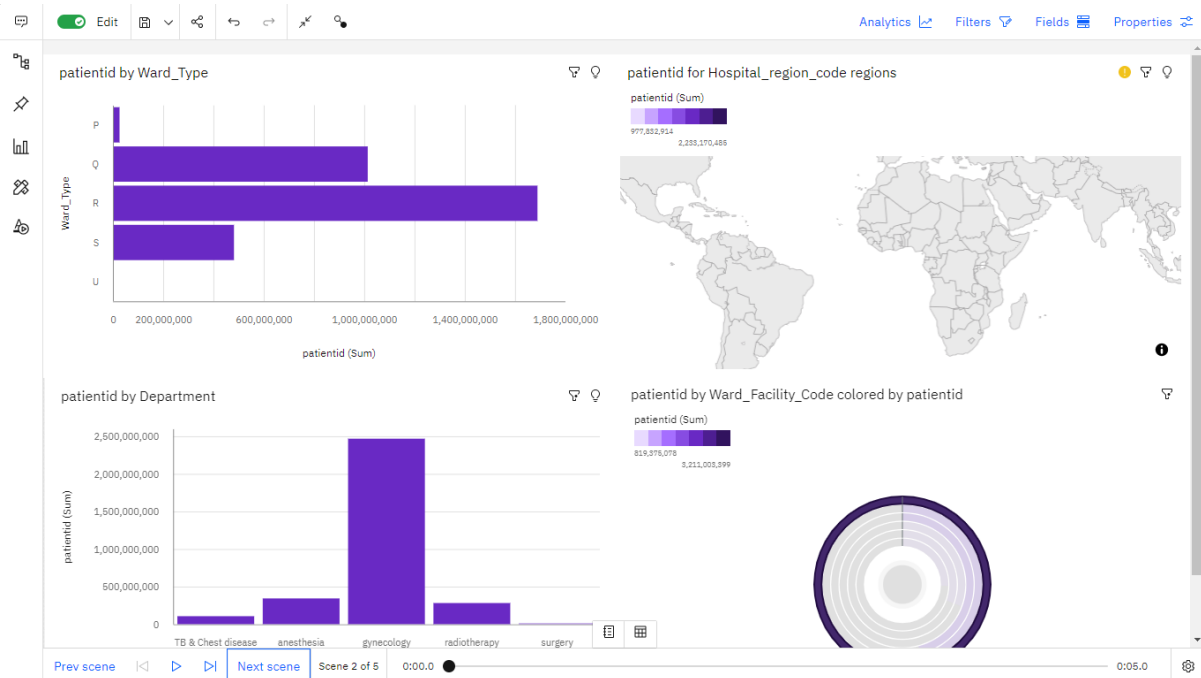 Edit
Analytics
Filters
Fields
Properties
patientid by Ward_Type
Ward_Type
P
Q
R
S
U
0 200,000,000 600,000,000 1,000,000,000 1,400,000,000 1,800,000,000
patientid (Sum)
patientid for Hospital_region_code regions
patientid (Sum)
977,832,914
2,233,170,485
patientid by Department
patientid (Sum)
2,500,000,000
2,000,000,000
1,500,000,000
1,000,000,000
500,000,000
0
TB & Chest disease anesthesia gynecology radiotherapy surgery
patientid by Ward_Facility_Code colored by patientid
patientid (Sum)
819,375,078
3,211,003,399
Prev scene
Next scene
Scene 2 of 5
0:00.0
0:05.0